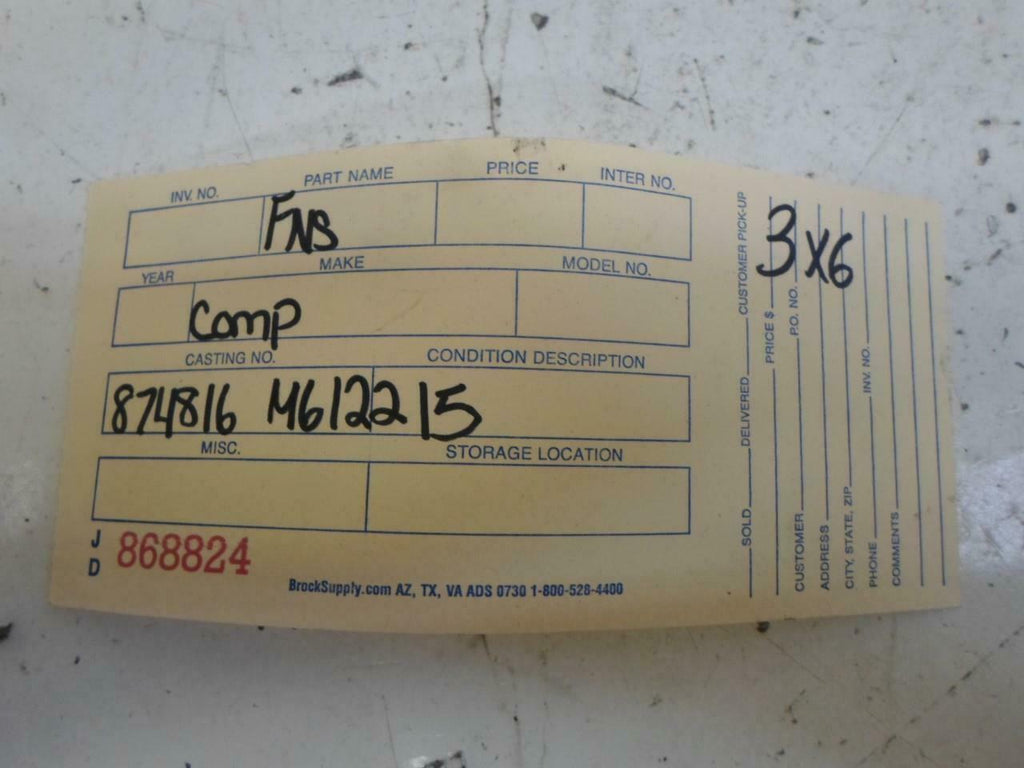 INV. NO. PART NAME PRICE INTER NO.
FNB
YEAR MAKE MODEL NO.
Comp
CASTING NO. CONDITION DESCRIPTION
874816 M612215
MISC. STORAGE LOCATION
J D 868824
BrockSupply.com AZ, TX, VA ADS 0730 1-800-528-4400
3x6
SOLD DELIVERED CUSTOMER PICK-UP
PRICE $
CUSTOMER P.O. NO.
ADDRESS
CITY, STATE, ZIP
PHONE INV. NO.
COMMENTS